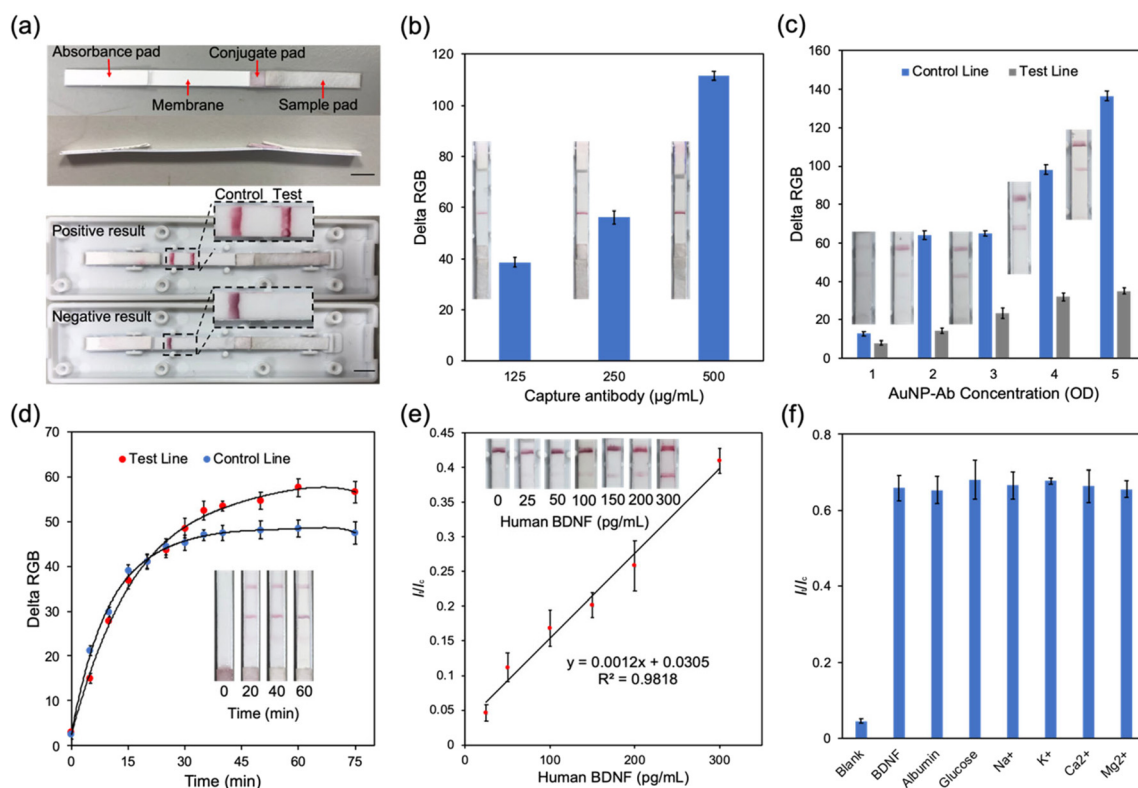 (a)
Absorbance pad
Conjugate pad
Membrane
Sample pad
Control Test
Positive result
Negative result
(b)
Delta RGB
140
120
100
80
60
40
20
0
125 250 500
Capture antibody (µg/mL)
(c)
Delta RGB
160
140
120
100
80
60
40
20
0
Control Line Test Line
1 2 3 4 5
AuNP-Ab Concentration (OD)
(d)
Delta RGB
70
60
50
40
30
20
10
0
Test Line Control Line
0 20 40 60
Time (min)
0 15 30 45 60 75
Time (min)
(e)
Iₜ/I꜀
0.45
0.4
0.35
0.3
0.25
0.2
0.15
0.1
0.05
0
0 25 50 100 150 200 300
Human BDNF (pg/mL)
y = 0.0012x + 0.0305
R² = 0.9818
0 100 200 300
Human BDNF (pg/mL)
(f)
Iₜ/I꜀
0.8
0.6
0.4
0.2
0
Blank
BDNF
Albumin
Glucose
Na+
K+
Ca2+
Mg2+